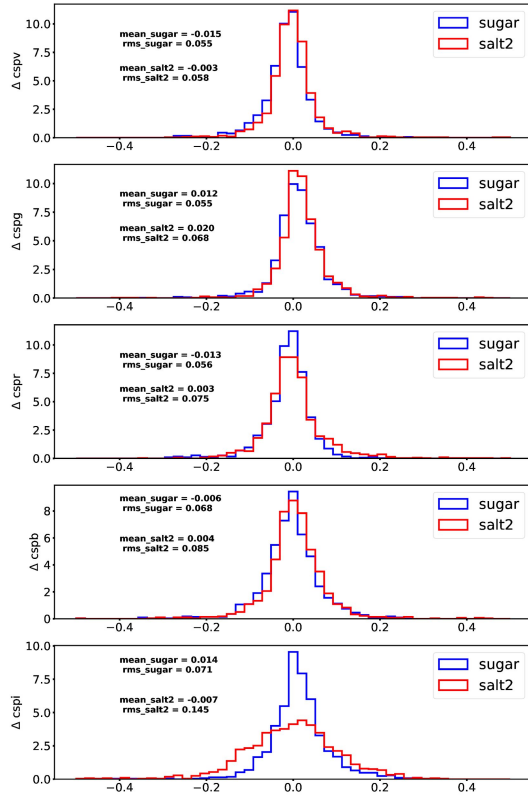 10.0
7.5
5.0
2.5
0.0
Δ cspv
mean_sugar = -0.015
rms_sugar = 0.055
mean_salt2 = -0.003
rms_salt2 = 0.058
sugar
salt2
−0.4 −0.2 0.0 0.2 0.4
10.0
7.5
5.0
2.5
0.0
Δ cspg
mean_sugar = 0.012
rms_sugar = 0.055
mean_salt2 = 0.020
rms_salt2 = 0.068
sugar
salt2
−0.4 −0.2 0.0 0.2 0.4
10.0
7.5
5.0
2.5
0.0
Δ cspr
mean_sugar = -0.013
rms_sugar = 0.056
mean_salt2 = 0.003
rms_salt2 = 0.075
sugar
salt2
−0.4 −0.2 0.0 0.2 0.4
8
6
4
2
0
Δ cspb
mean_sugar = -0.006
rms_sugar = 0.068
mean_salt2 = 0.004
rms_salt2 = 0.085
sugar
salt2
−0.4 −0.2 0.0 0.2 0.4
10.0
7.5
5.0
2.5
0.0
Δ cspi
mean_sugar = 0.014
rms_sugar = 0.071
mean_salt2 = -0.007
rms_salt2 = 0.145
sugar
salt2
−0.4 −0.2 0.0 0.2 0.4